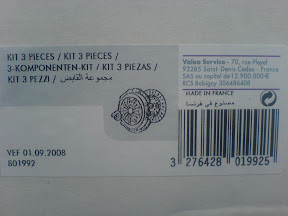 KIT 3 PIECES / KIT 3 PIECES /
3-KOMPONENTEN-KIT / KIT 3 PIEZAS /
KIT 3 PEZZI / مجموعة القابض
VEF 01.09.2008
801992
Valeo Service - 70, rue Pleyel
93285 Saint-Denis Cedex - France
SAS au capital de 12.900.000 €
RCS Bobigny 306486408
MADE IN FRANCE
مصنوع في فرنسا
3 276428 019925